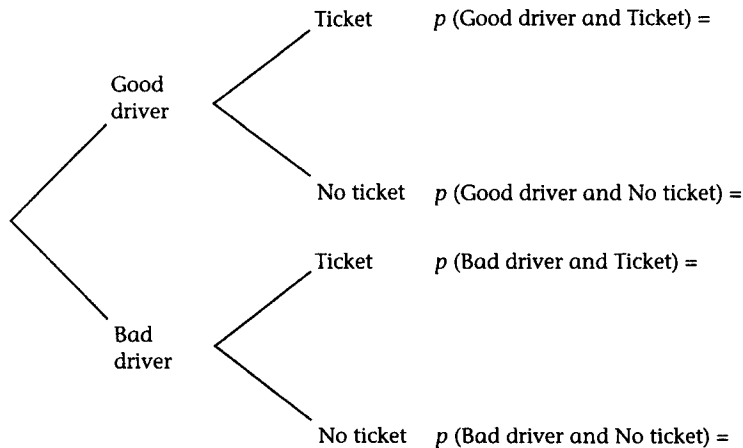 Ticket p (Good driver and Ticket) =
Good
driver
No ticket p (Good driver and No ticket) =
Ticket p (Bad driver and Ticket) =
Bad
driver
No ticket p (Bad driver and No ticket) =